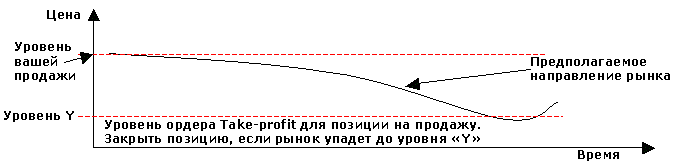 Цена
Уровень
вашей
продажи
Предполагаемое
направление рынка
Уровень Y
Уровень ордера Take-profit для позиции на продажу.
Закрыть позицию, если рынок упадет до уровня «Y»
Время